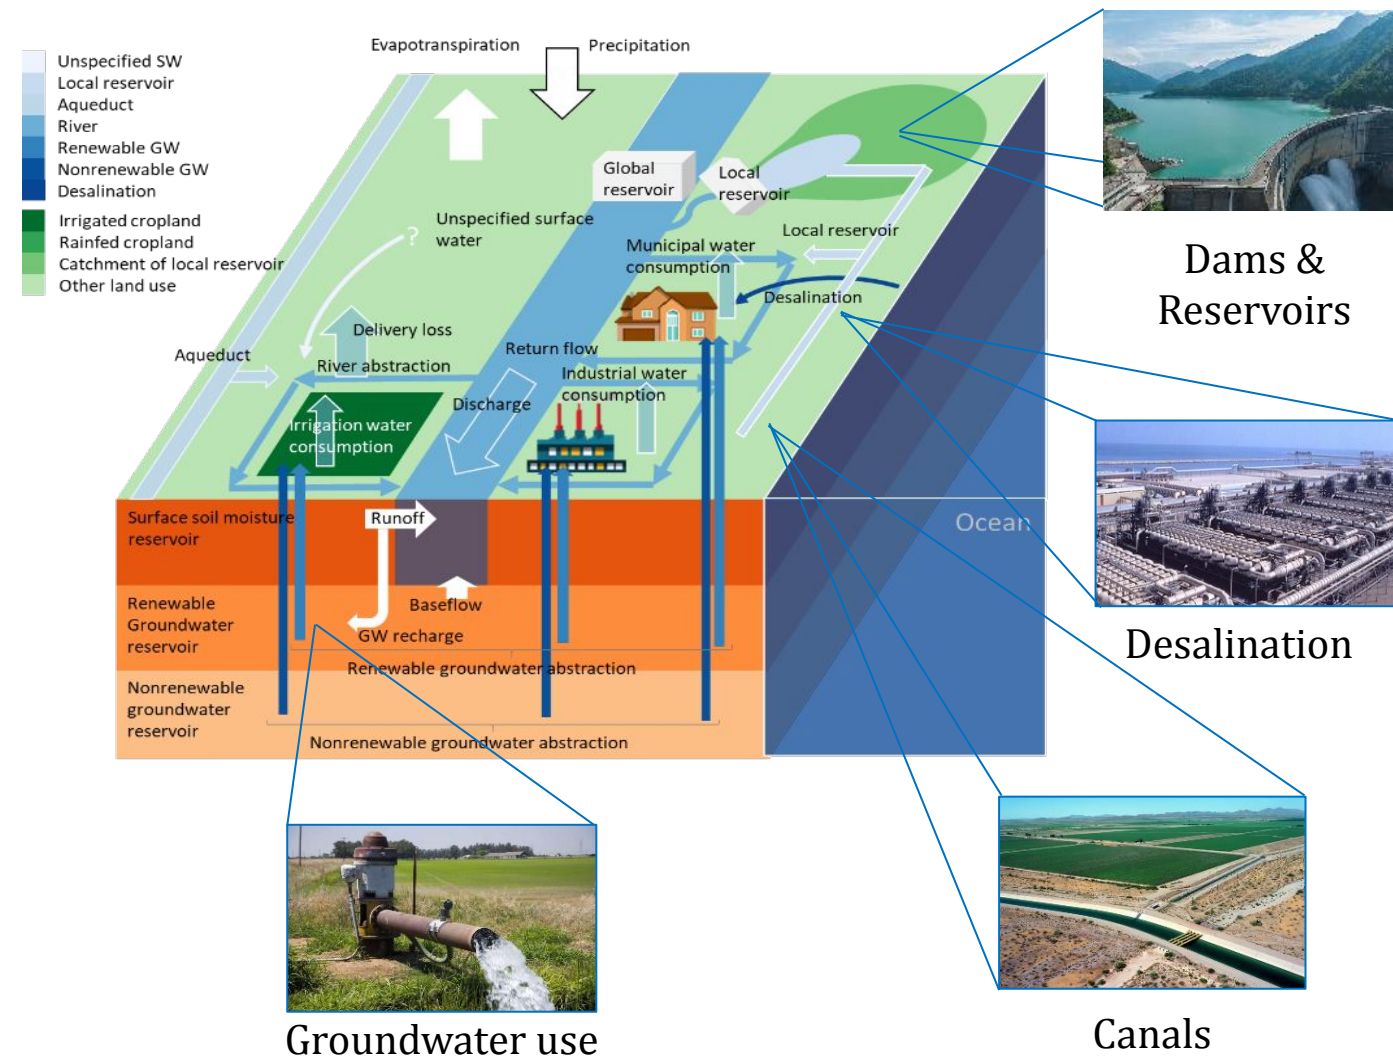 Evapotranspiration
Precipitation
Unspecified SW
Local reservoir
Aqueduct
River
Renewable GW
Nonrenewable GW
Desalination
Irrigated cropland
Rainfed cropland
Catchment of local reservoir
Other land use
Global
reservoir
Local
reservoir
Unspecified surface
water
?
Municipal water
consumption
Local reservoir
Desalination
Delivery loss
Aqueduct
River abstraction
Return flow
Industrial water
consumption
Discharge
Irrigation water
consumption
Surface soil moisture
reservoir
Runoff
Ocean
Renewable
Groundwater
reservoir
Baseflow
GW recharge
Renewable groundwater abstraction
Nonrenewable
groundwater
reservoir
Nonrenewable groundwater abstraction
Dams &
Reservoirs
Desalination
Groundwater use
Canals